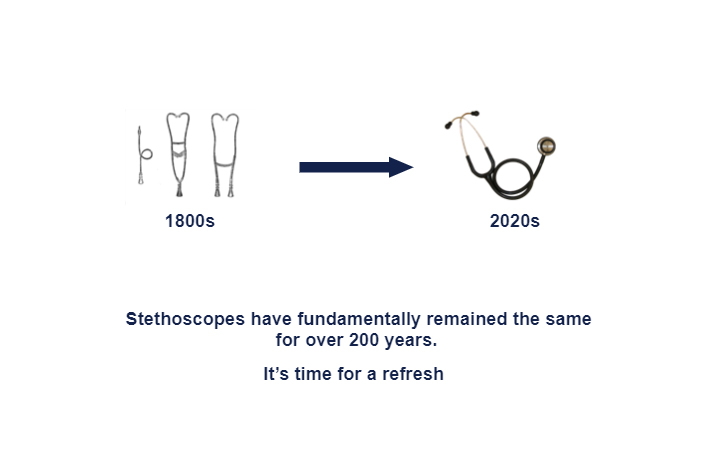 1800s
2020s
Stethoscopes have fundamentally remained the same
for over 200 years.
It’s time for a refresh